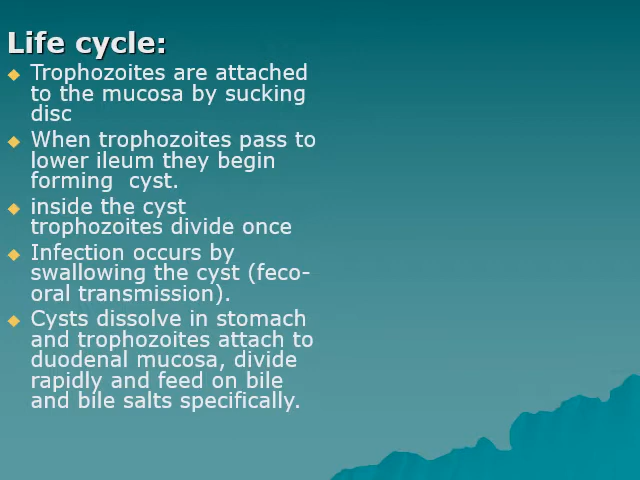 Life cycle:
Trophozoites are attached
to the mucosa by sucking
disc
When trophozoites pass to
lower ileum they begin
forming  cyst.
inside the cyst
trophozoites divide once
Infection occurs by
swallowing the cyst (feco-
oral transmission).
Cysts dissolve in stomach
and trophozoites attach to
duodenal mucosa, divide
rapidly and feed on bile
and bile salts specifically.